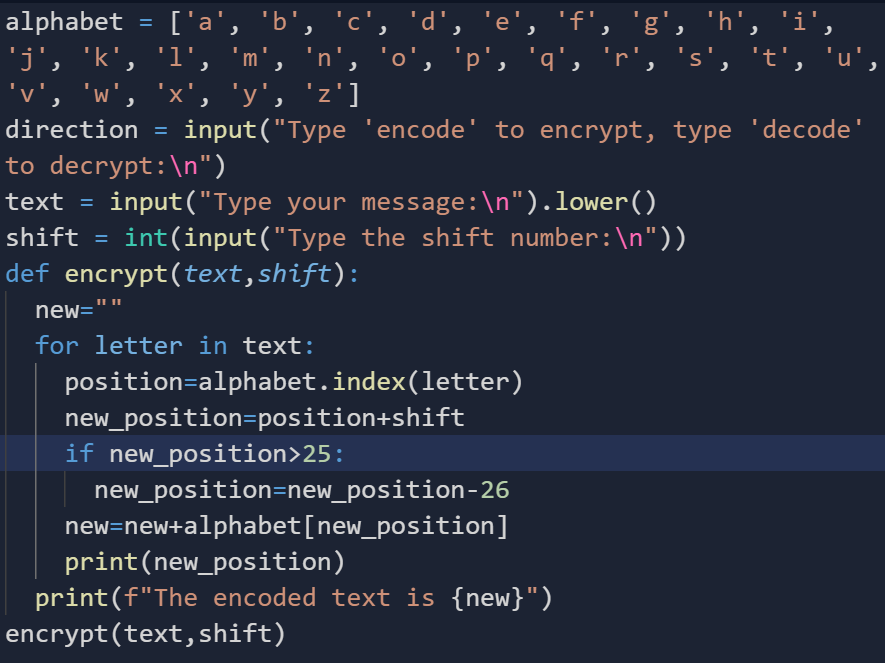 alphabet = ['a', 'b', 'c', 'd', 'e', 'f', 'g', 'h', 'i',
'j', 'k', 'l', 'm', 'n', 'o', 'p', 'q', 'r', 's', 't', 'u',
'v', 'w', 'x', 'y', 'z']
direction = input("Type 'encode' to encrypt, type 'decode'
to decrypt:\n")
text = input("Type your message:\n").lower()
shift = int(input("Type the shift number:\n"))
def encrypt(text,shift):
  new=""
  for letter in text:
    position=alphabet.index(letter)
    new_position=position+shift
    if new_position>25:
      new_position=new_position-26
    new=new+alphabet[new_position]
    print(new_position)
  print(f"The encoded text is {new}")
encrypt(text,shift)